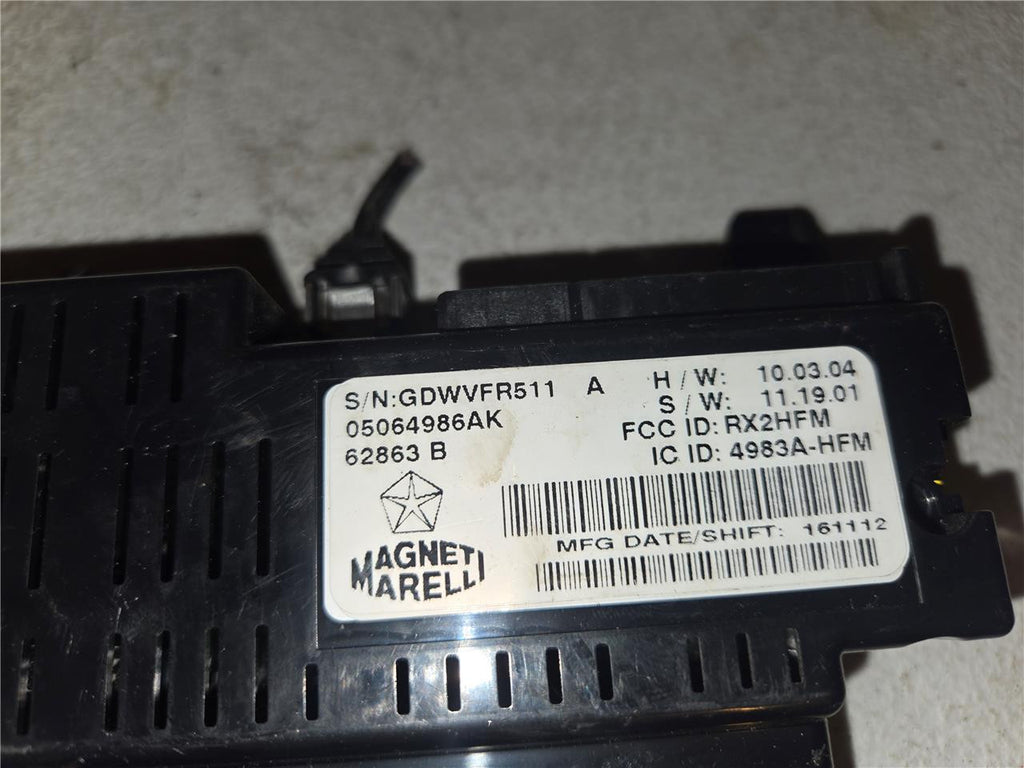 S/N:GDWVFR511 A
05064986AK
62863 B
H/W: 10.03.04
S/W: 11.19.01
FCC ID: RX2HFM
IC ID: 4983A-HFM
MFG DATE/SHIFT: 161112
MAGNETI
MARELLI